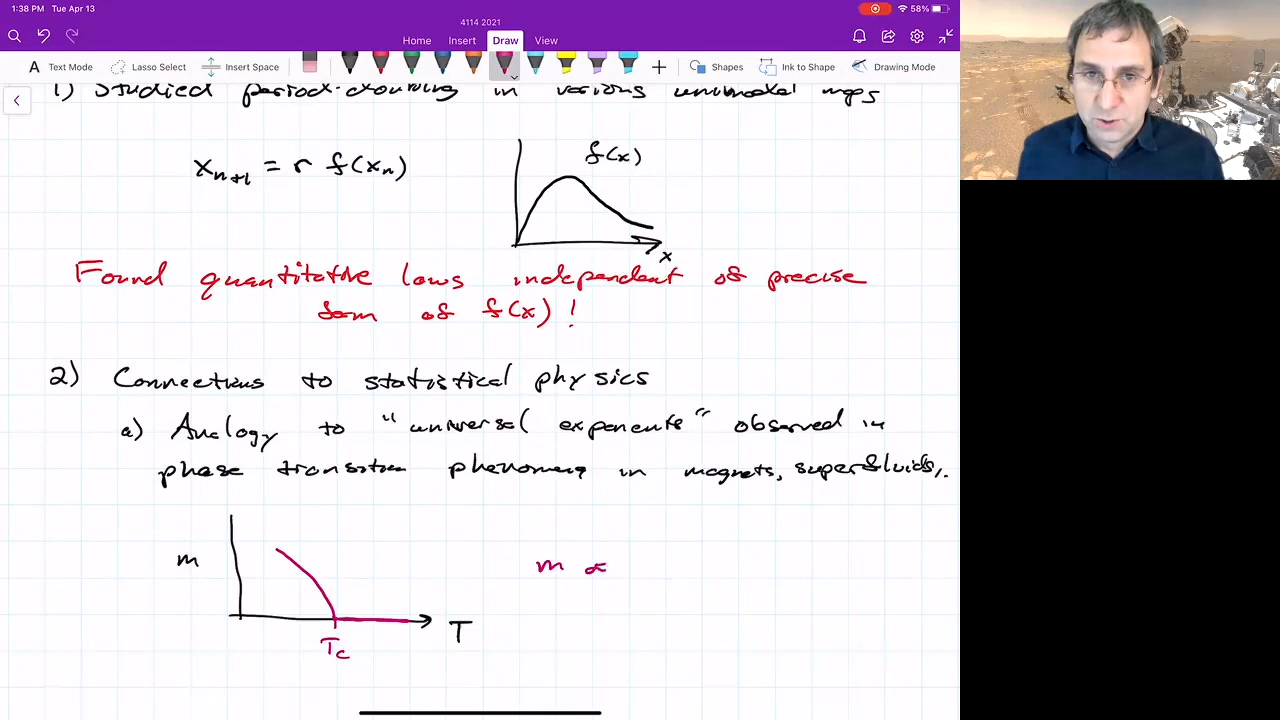 1:38 PM Tue Apr 13
58%
4114 2021
Home Insert Draw View
Text Mode Lasso Select Insert Space Shapes Ink to Shape Drawing Mode
1) Studied period-doubling in various unimodal maps
x_{n+1} = r f(x_n)
f(x)
x
Found quantitative laws independent of precise
form of f(x)!
2) Connections to statistical physics
a) Analogy to "universal exponents" observed in
phase transition phenomena in magnets, superfluids,..
m
m ∝
T
T_c